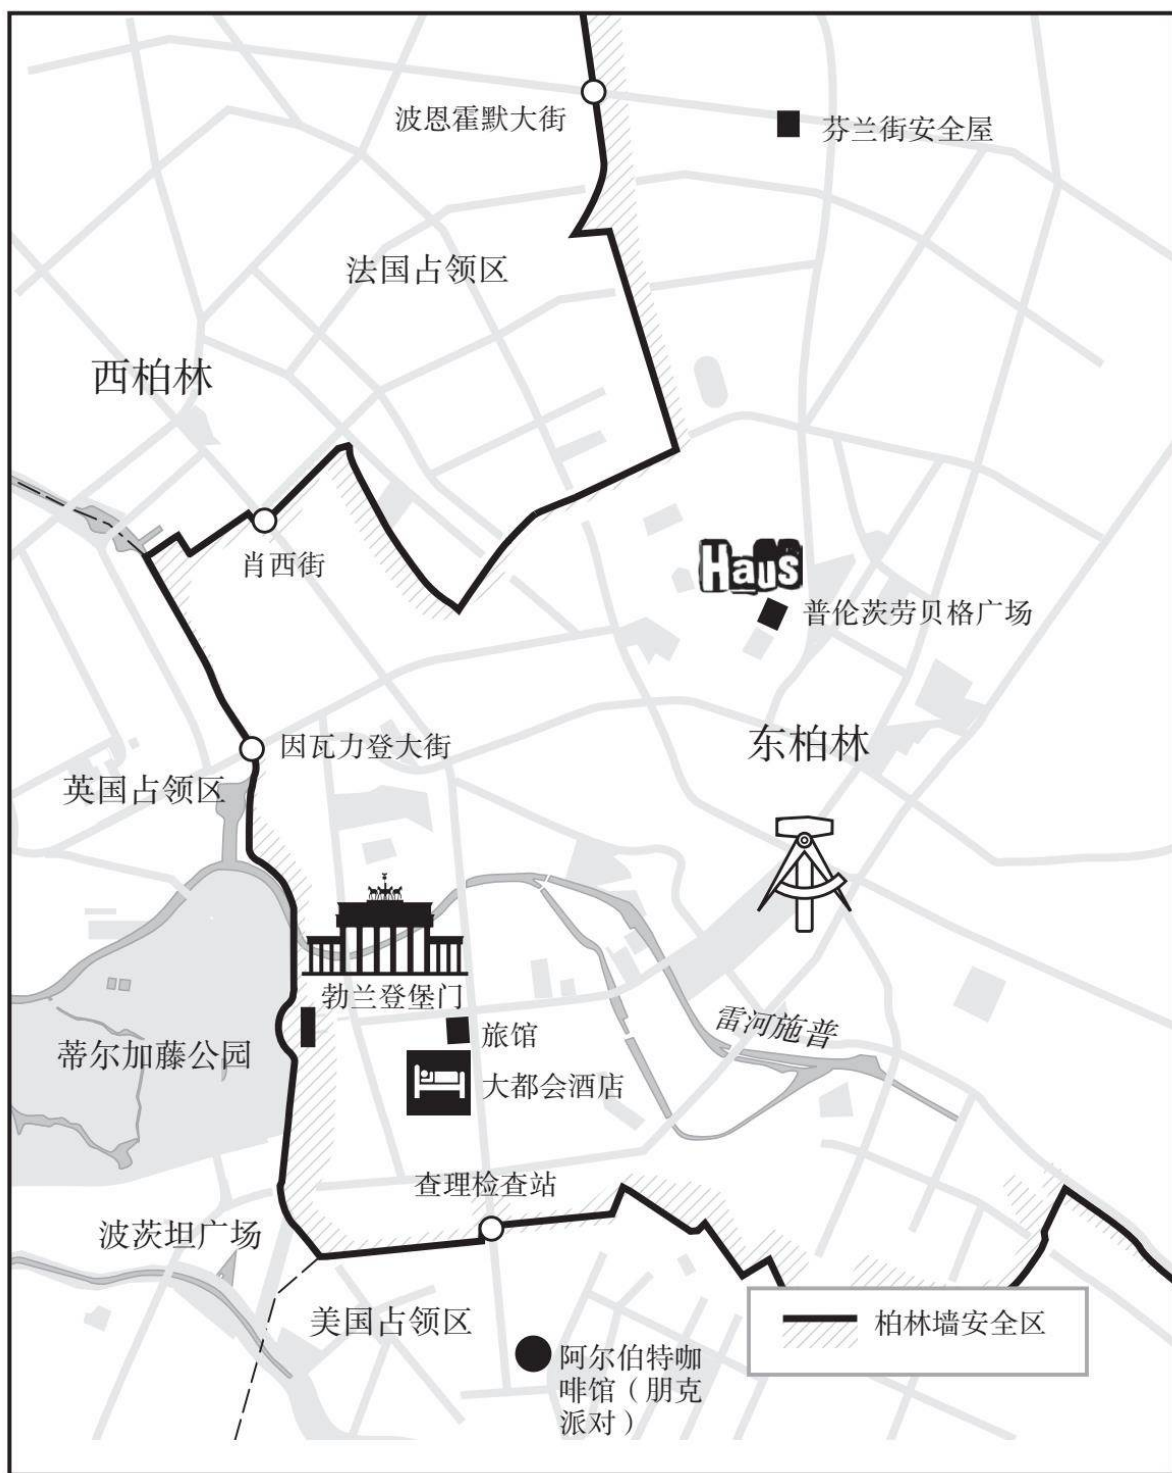 波恩霍默大街
芬兰街安全屋
法国占领区
西柏林
肖西街
Haus
普伦茨劳贝格广场
东柏林
因瓦力登大街
英国占领区
勃兰登堡门
雷河施普
旅馆
蒂尔加藤公园
大都会酒店
查理检查站
波茨坦广场
美国占领区
柏林墙安全区
阿尔伯特咖
啡馆（朋克
派对）